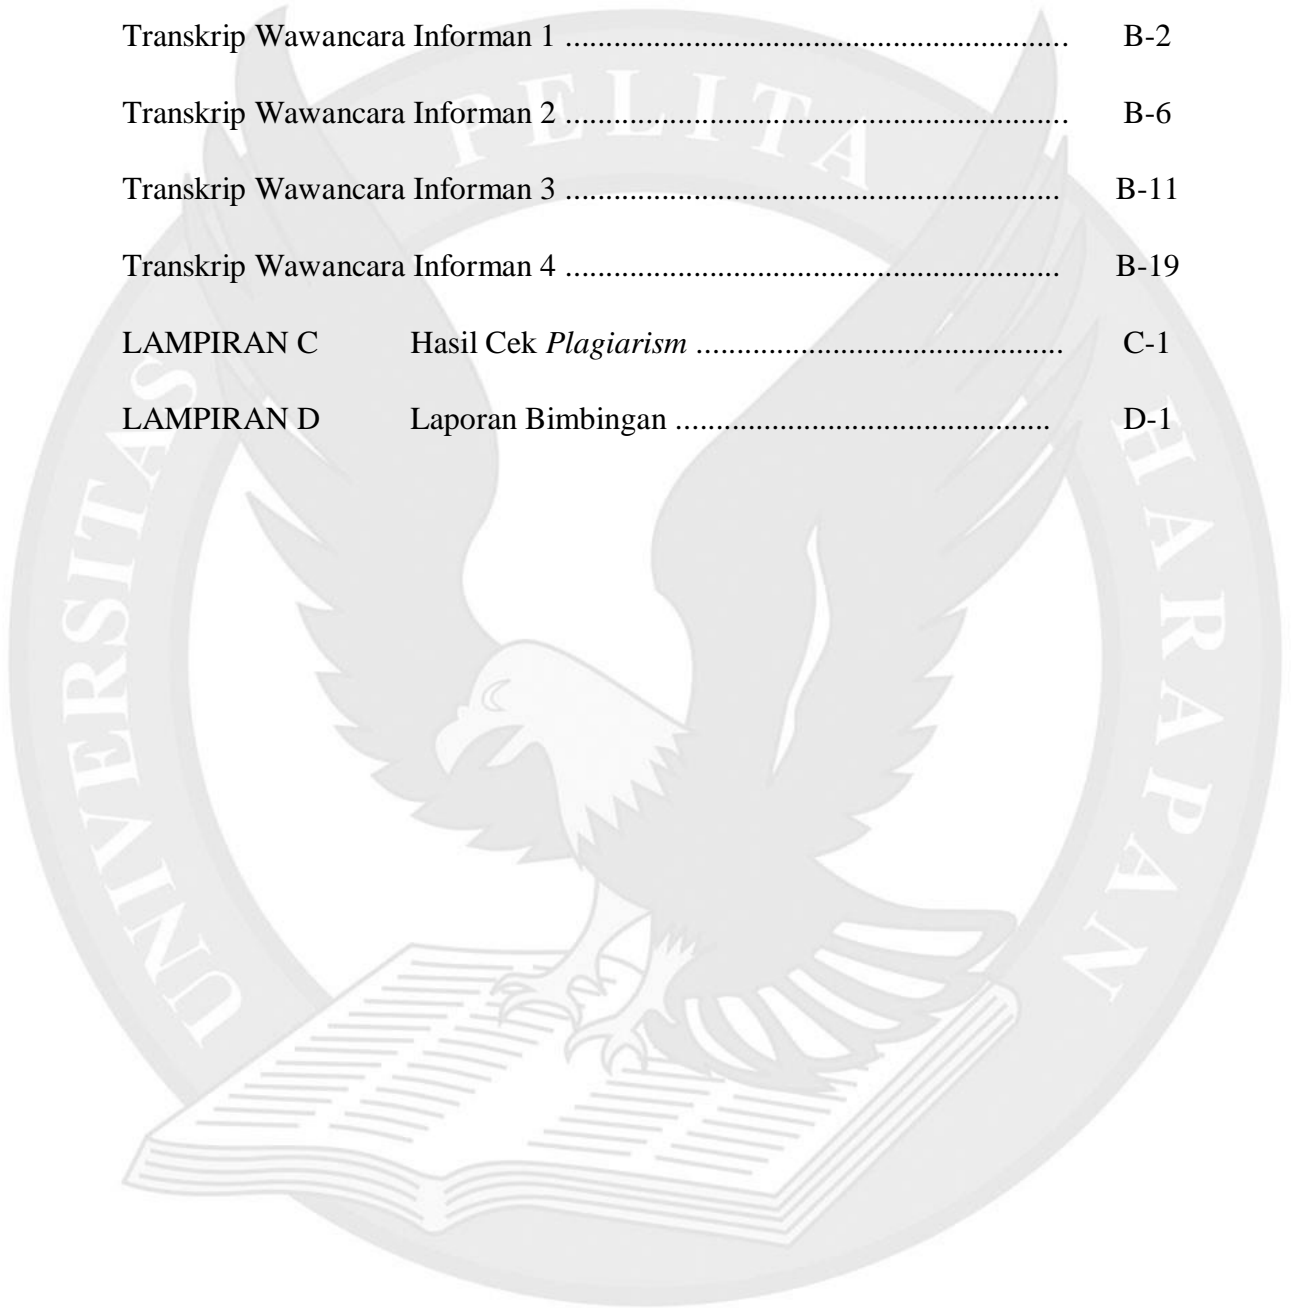 Transkrip Wawancara Informan 1 .............................................................. B-2
Transkrip Wawancara Informan 2 .............................................................. B-6
Transkrip Wawancara Informan 3 ............................................................. B-11
Transkrip Wawancara Informan 4 ............................................................. B-19
LAMPIRAN C Hasil Cek Plagiarism ............................................. C-1
LAMPIRAN D Laporan Bimbingan .............................................. D-1
UNIVERSITAS PELITA HARAPAN